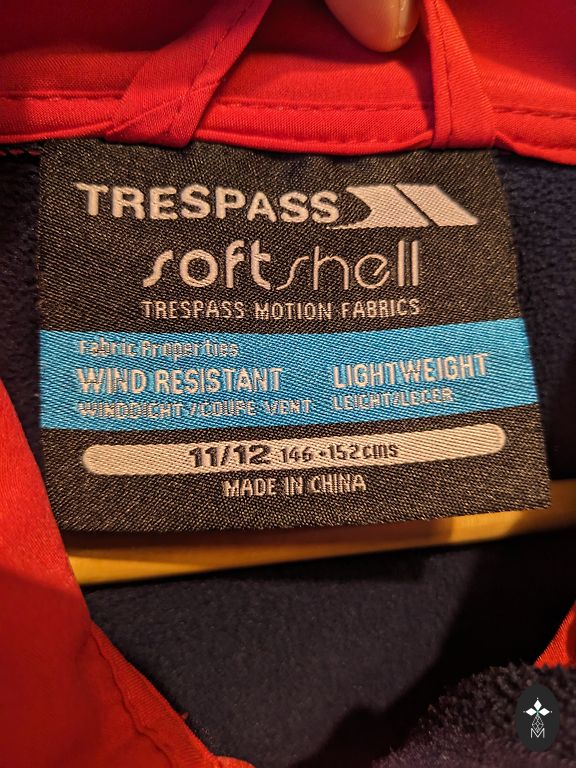 TRESPASS
softshell
TRESPASS MOTION FABRICS
Fabric Properties
WIND RESISTANT LIGHTWEIGHT
WINDDICHT/COUPE VENT LEICHT/LEGER
11/12 146-152cms
MADE IN CHINA
M